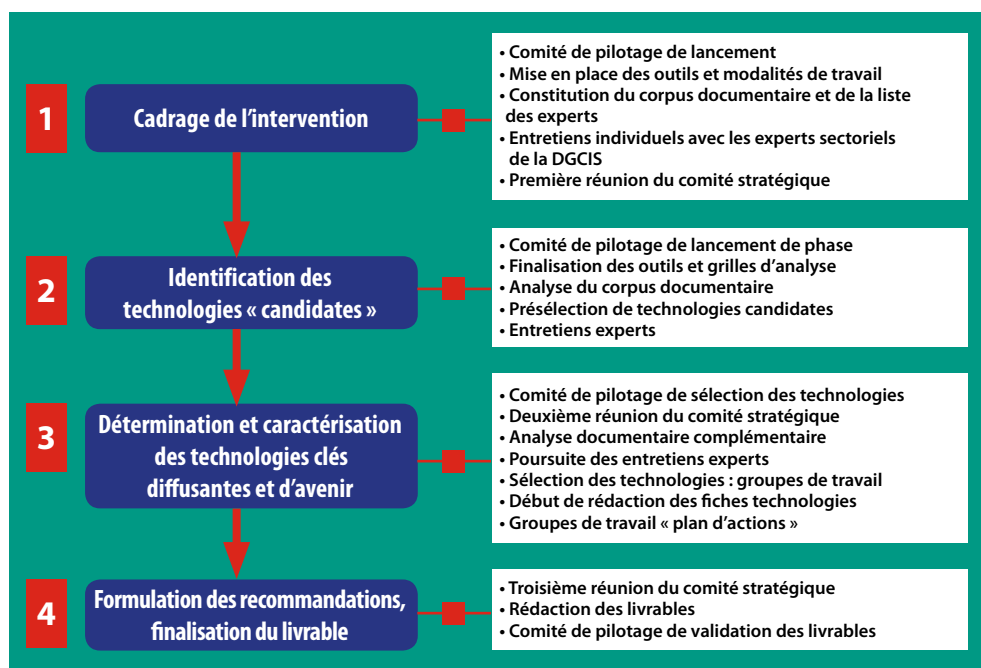 1
Cadrage de l'intervention
• Comité de pilotage de lancement
• Mise en place des outils et modalités de travail
• Constitution du corpus documentaire et de la liste
des experts
• Entretiens individuels avec les experts sectoriels
de la DGCIS
• Première réunion du comité stratégique
2
Identification des
technologies « candidates »
• Comité de pilotage de lancement de phase
• Finalisation des outils et grilles d'analyse
• Analyse du corpus documentaire
• Présélection de technologies candidates
• Entretiens experts
3
Détermination et caractérisation
des technologies clés
diffusantes et d'avenir
• Comité de pilotage de sélection des technologies
• Deuxième réunion du comité stratégique
• Analyse documentaire complémentaire
• Poursuite des entretiens experts
• Sélection des technologies : groupes de travail
• Début de rédaction des fiches technologies
• Groupes de travail « plan d'actions »
4
Formulation des recommandations,
finalisation du livrable
• Troisième réunion du comité stratégique
• Rédaction des livrables
• Comité de pilotage de validation des livrables